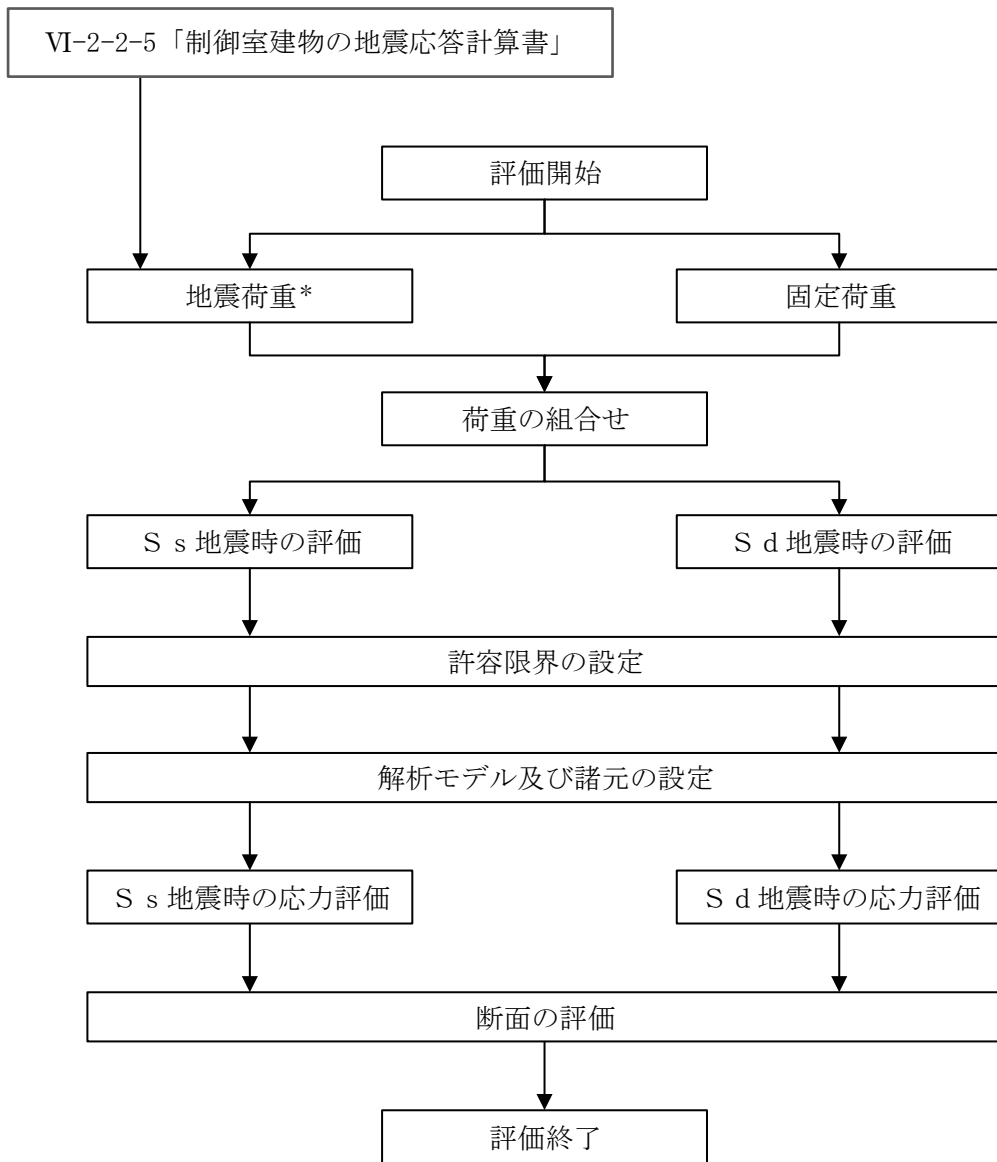 Ⅵ-2-2-5「制御室建物の地震応答計算書」
評価開始
地震荷重*
固定荷重
荷重の組合せ
Ｓｓ地震時の評価
Ｓｄ地震時の評価
許容限界の設定
解析モデル及び諸元の設定
Ｓｓ地震時の応力評価
Ｓｄ地震時の応力評価
断面の評価
評価終了